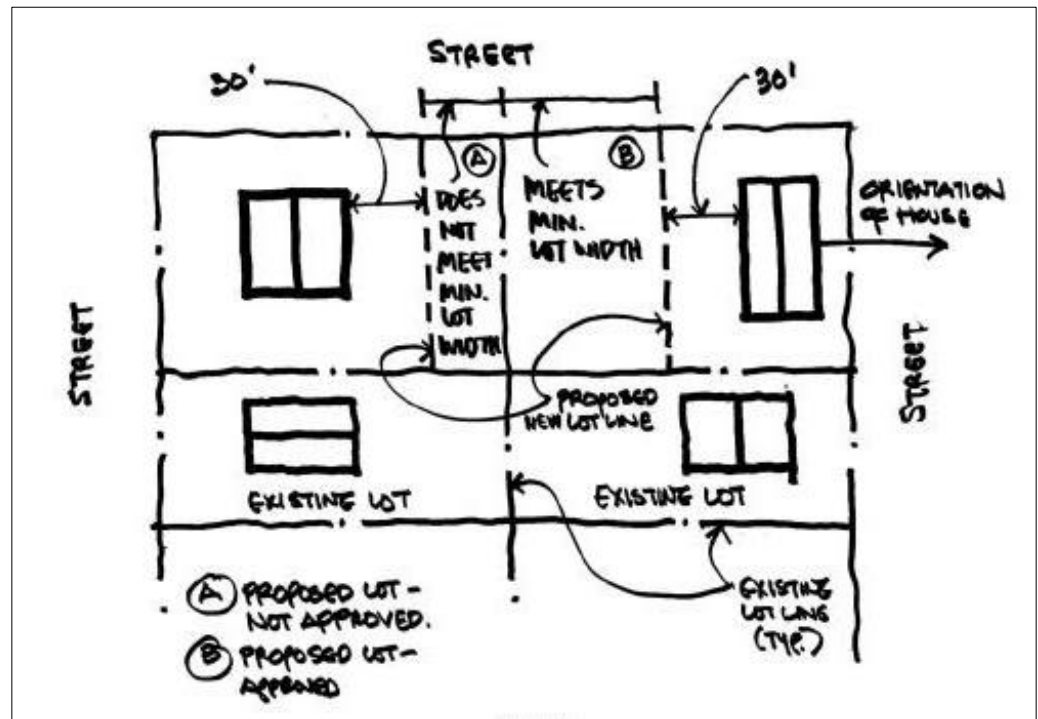 STREET
30'
30'
A
B
DOES
NOT
MEET
MIN.
LOT
WIDTH
MEETS
MIN.
LOT WIDTH
ORIENTATION
OF HOUSE
STREET
STREET
PROPOSED
NEW LOT LINE
EXISTING LOT
EXISTING LOT
A PROPOSED LOT -
NOT APPROVED.
B PROPOSED LOT -
APPROVED
EXISTING
LOT LINE
(TYP.)